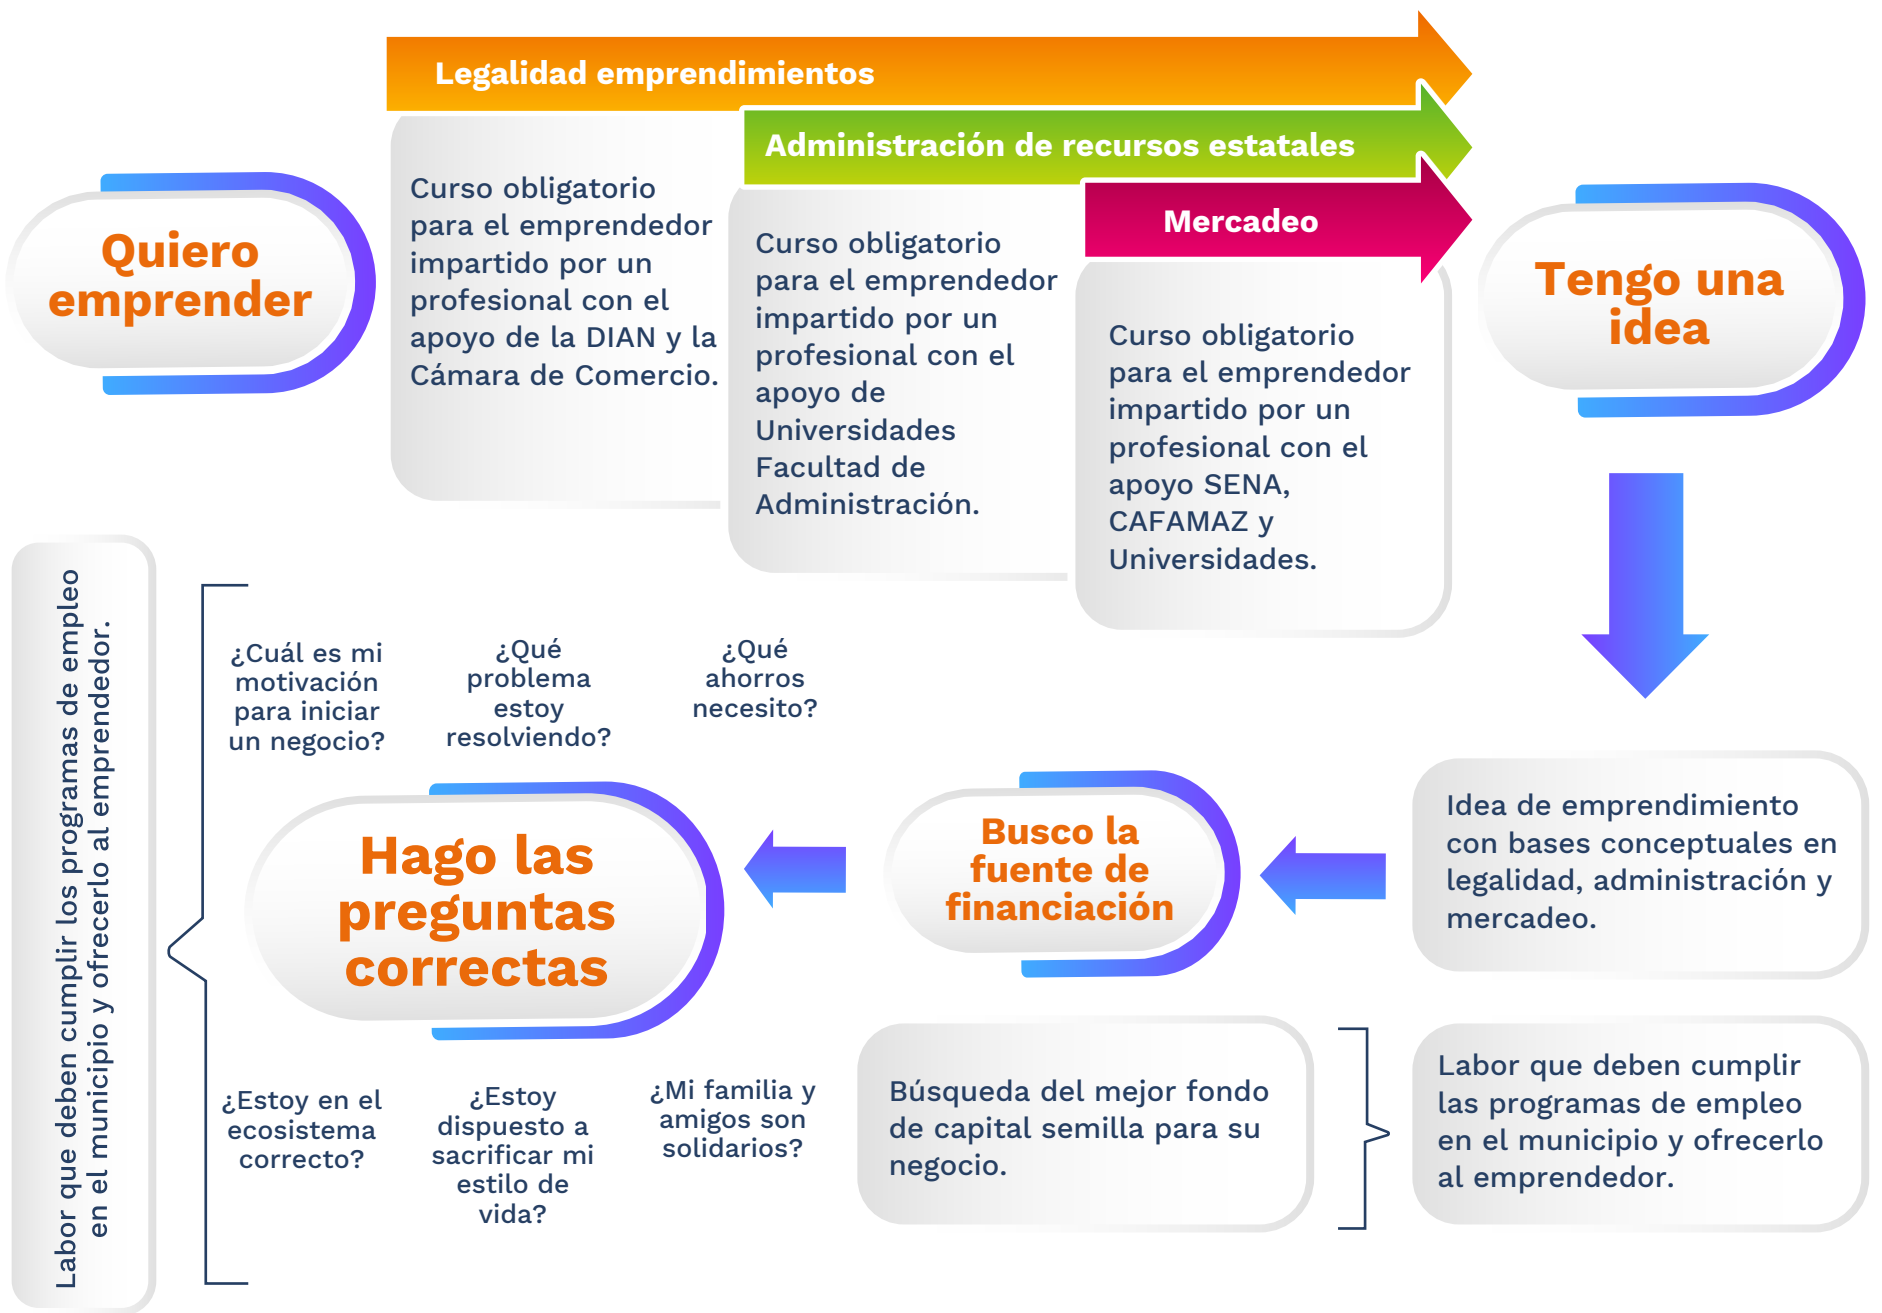 Legalidad emprendimientos
Administración de recursos estatales
Mercadeo
Quiero
emprender
Curso obligatorio
para el emprendedor
impartido por un
profesional con el
apoyo de la DIAN y la
Cámara de Comercio.
Curso obligatorio
para el emprendedor
impartido por un
profesional con el
apoyo de
Universidades
Facultad de
Administración.
Curso obligatorio
para el emprendedor
impartido por un
profesional con el
apoyo SENA,
CAFAMAZ y
Universidades.
Tengo una
idea
Idea de emprendimiento
con bases conceptuales en
legalidad, administración y
mercadeo.
Busco la
fuente de
financiación
Búsqueda del mejor fondo
de capital semilla para su
negocio.
Labor que deben cumplir
las programas de empleo
en el municipio y ofrecerlo
al emprendedor.
¿Cuál es mi
motivación
para iniciar
un negocio?
¿Qué
problema
estoy
resolviendo?
¿Qué
ahorros
necesito?
Hago las
preguntas
correctas
¿Estoy en el
ecosistema
correcto?
¿Estoy
dispuesto a
sacrificar mi
estilo de
vida?
¿Mi familia y
amigos son
solidarios?
Labor que deben cumplir los programas de empleo
en el municipio y ofrecerlo al emprendedor.